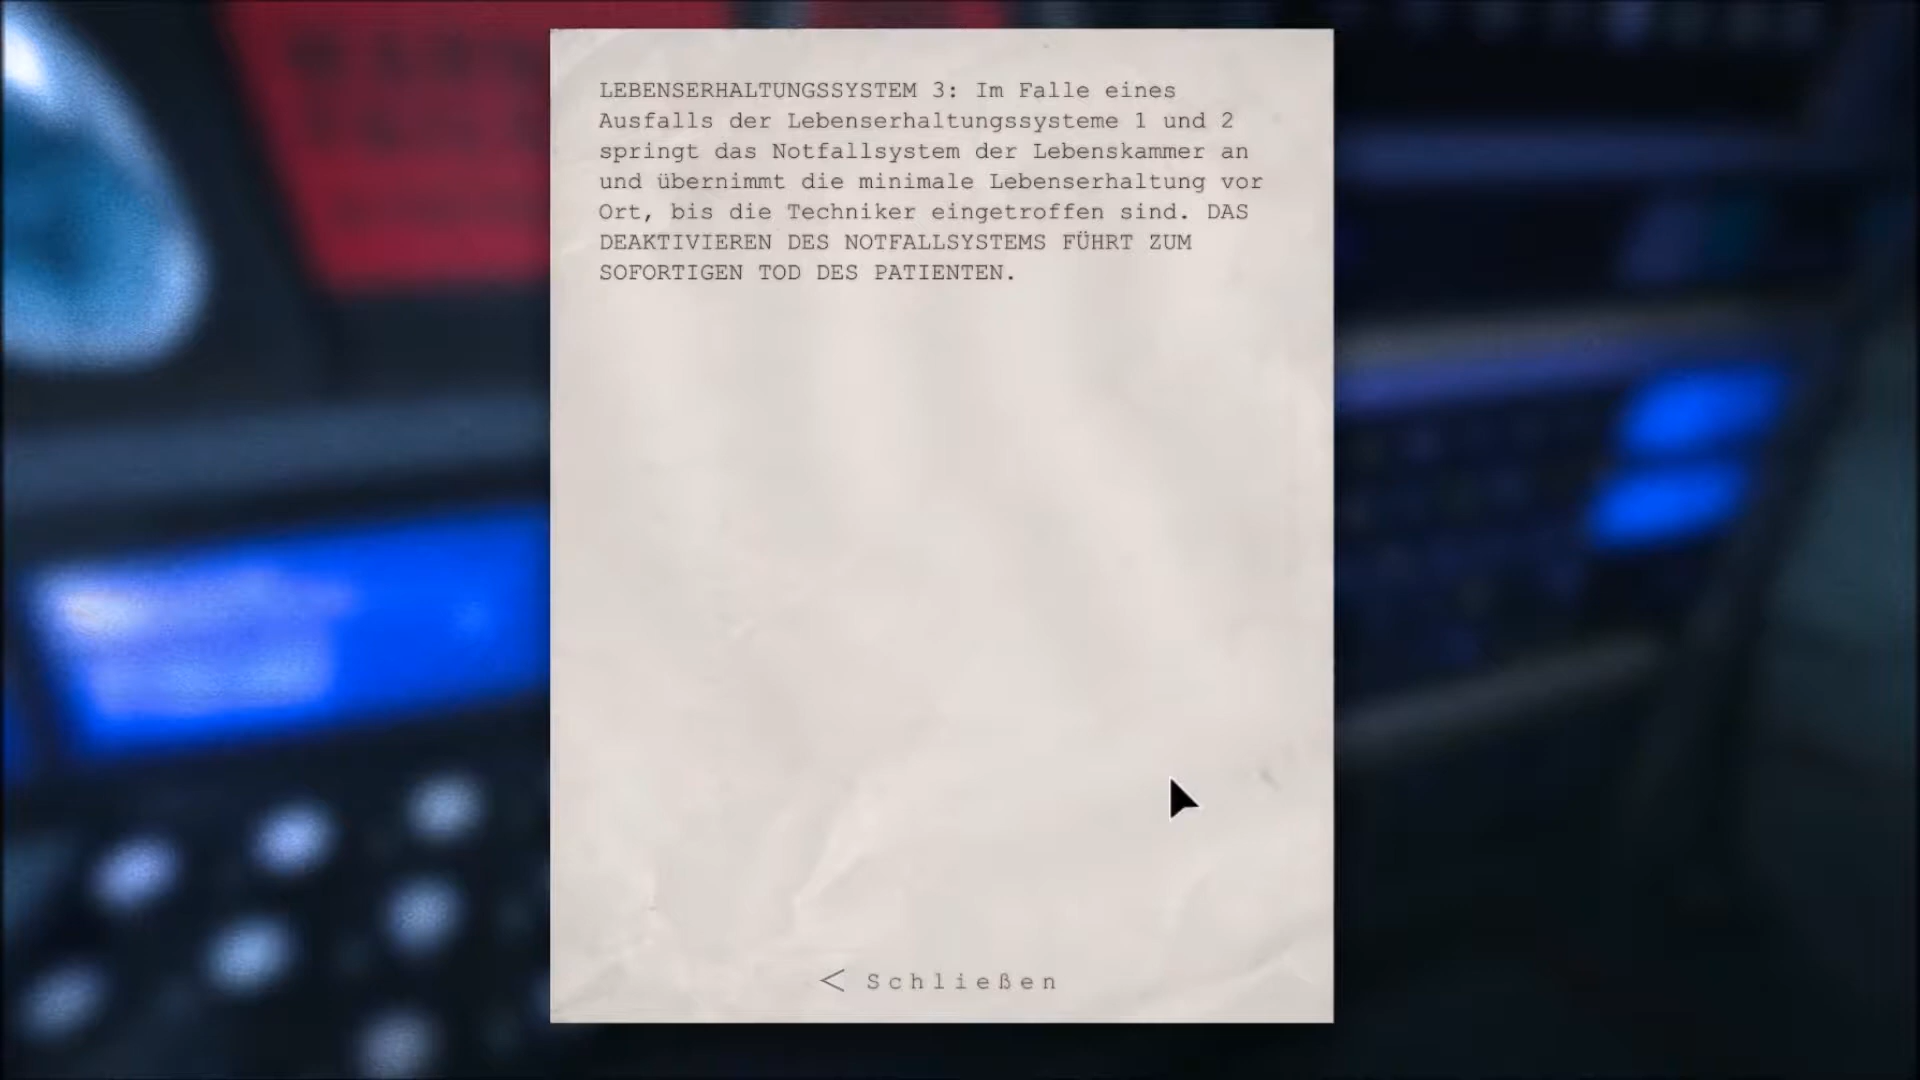 LEBENSERHALTUNGSSYSTEM 3: Im Falle eines
Ausfalls der Lebenserhaltungssysteme 1 und 2
springt das Notfallsystem der Lebenskammer an
und übernimmt die minimale Lebenserhaltung vor
Ort, bis die Techniker eingetroffen sind. DAS
DEAKTIVIEREN DES NOTFALLSYSTEMS FÜHRT ZUM
SOFORTIGEN TOD DES PATIENTEN.
< Schließen